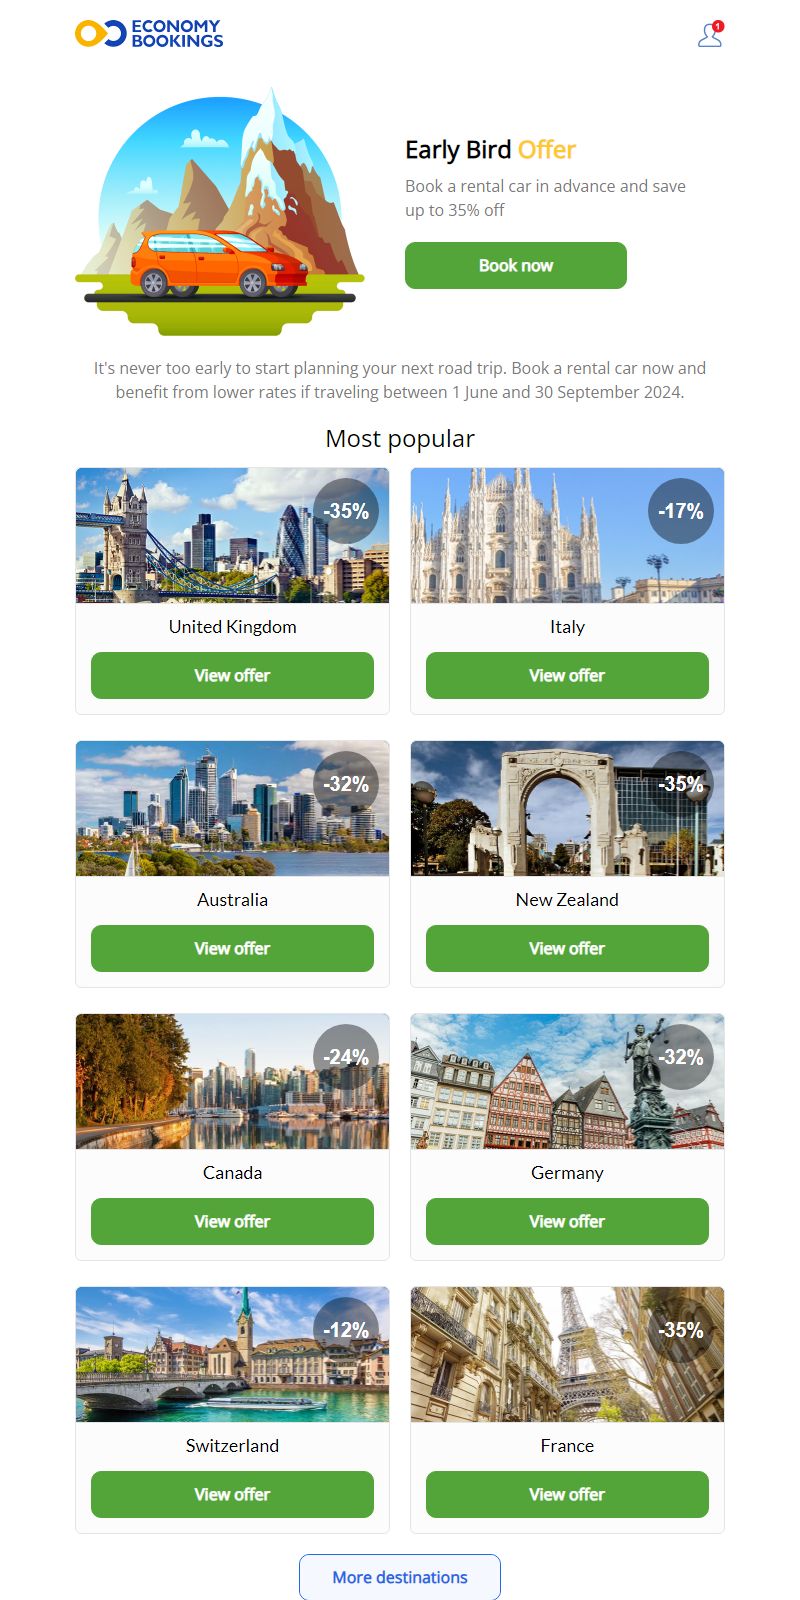 ECONOMY
BOOKINGS
1
Early Bird Offer
Book a rental car in advance and save
up to 35% off
Book now
It's never too early to start planning your next road trip. Book a rental car now and
benefit from lower rates if traveling between 1 June and 30 September 2024.
Most popular
-35%
United Kingdom
View offer
-17%
Italy
View offer
-32%
Australia
View offer
-35%
New Zealand
View offer
-24%
Canada
View offer
-32%
Germany
View offer
-12%
Switzerland
View offer
-35%
France
View offer
More destinations